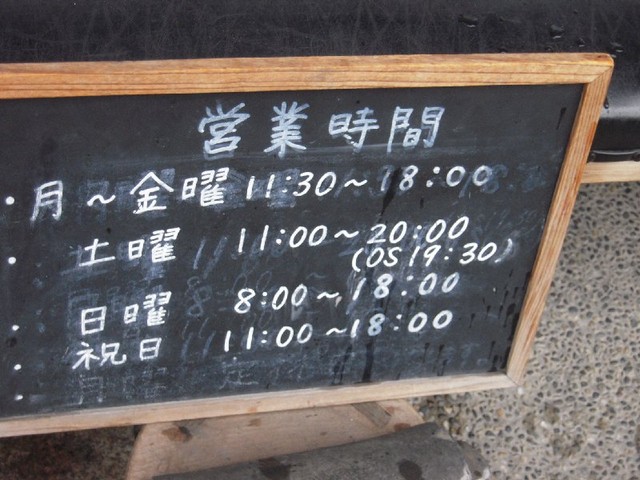 営業時間
・月～金曜 11:30～18:00
・土曜 11:00～20:00
(OS 19:30)
・日曜 8:00～18:00
・祝日 11:00～18:00